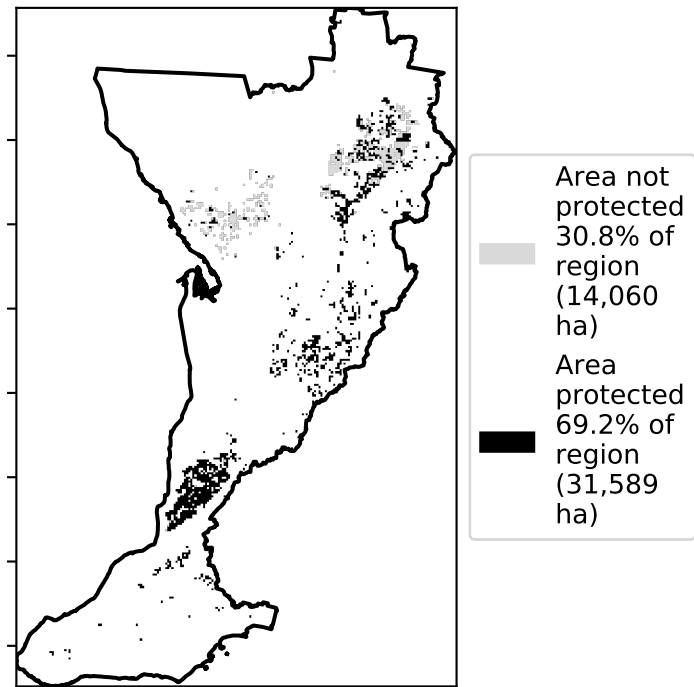 Area not
protected
30.8% of
region
(14,060
ha)
Area
protected
69.2% of
region
(31,589
ha)